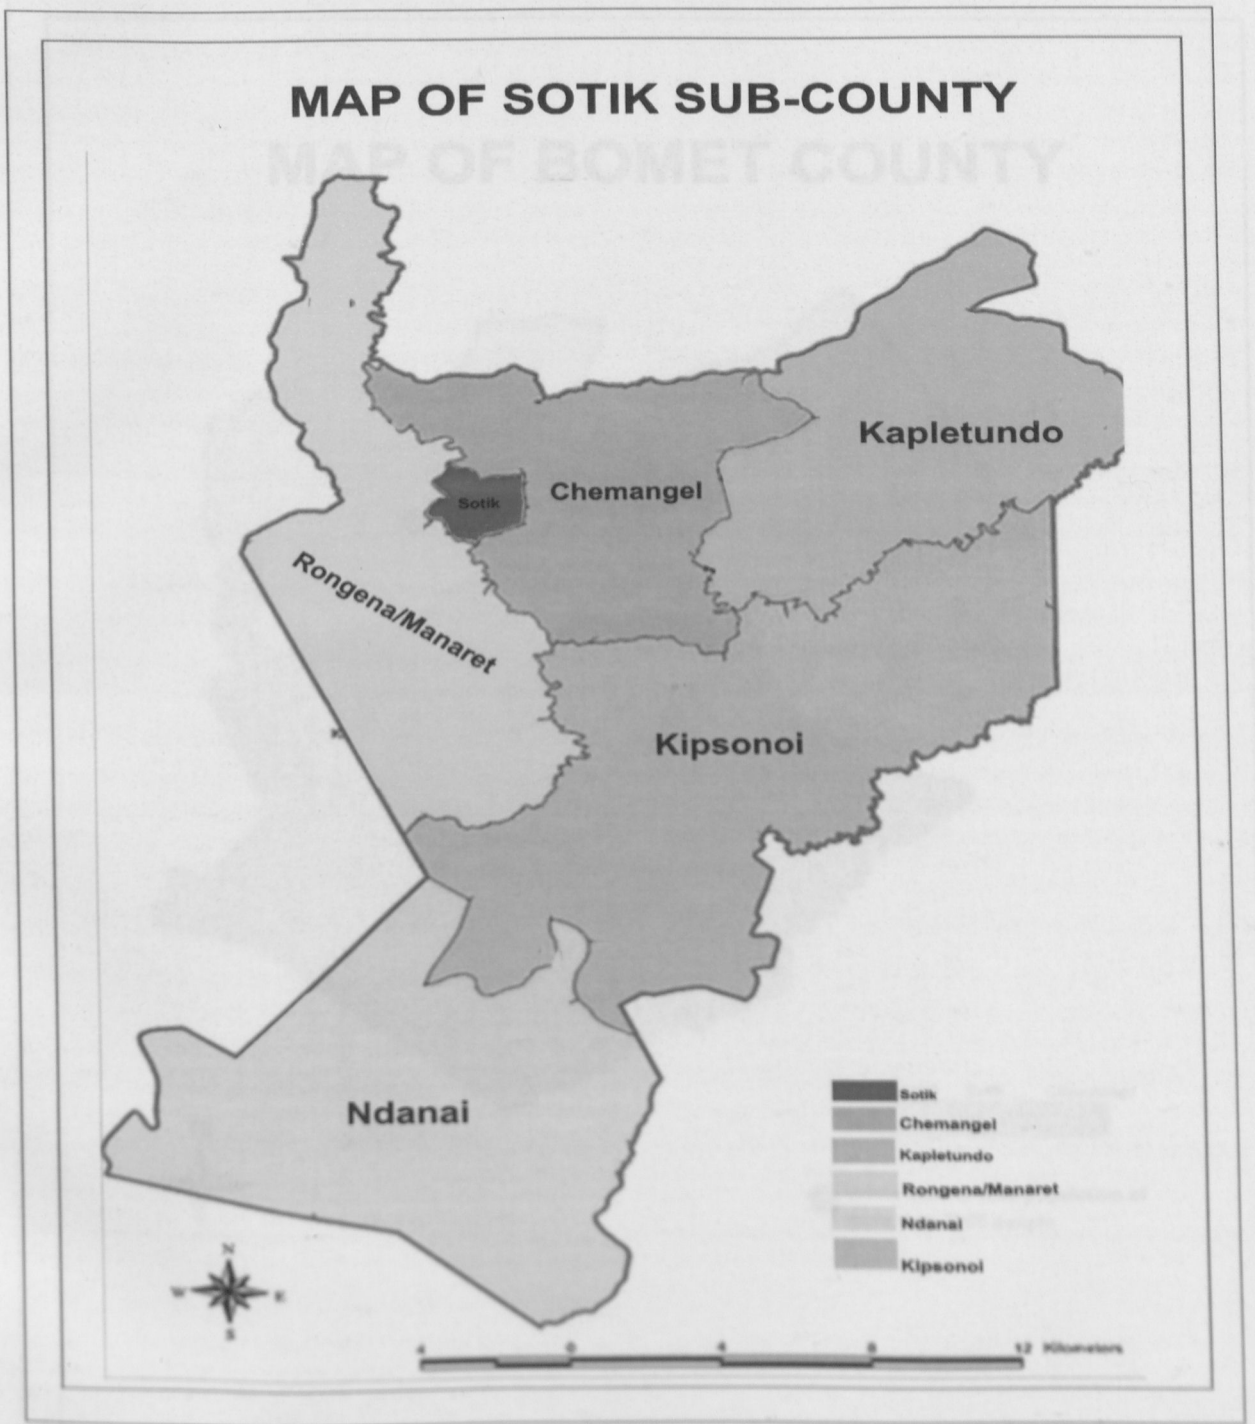 MAP OF SOTIK SUB-COUNTY
MAP OF BOMET COUNTY
Kapletundo
Chemangel
Sotik
Rongena/Manaret
K
Kipsonoi
Ndanai
Sotik
Chemangel
Kapletundo
Rongena/Manaret
Ndanai
Kipsonoi
N
W E
S
4 0 4 8 12 Kilometers